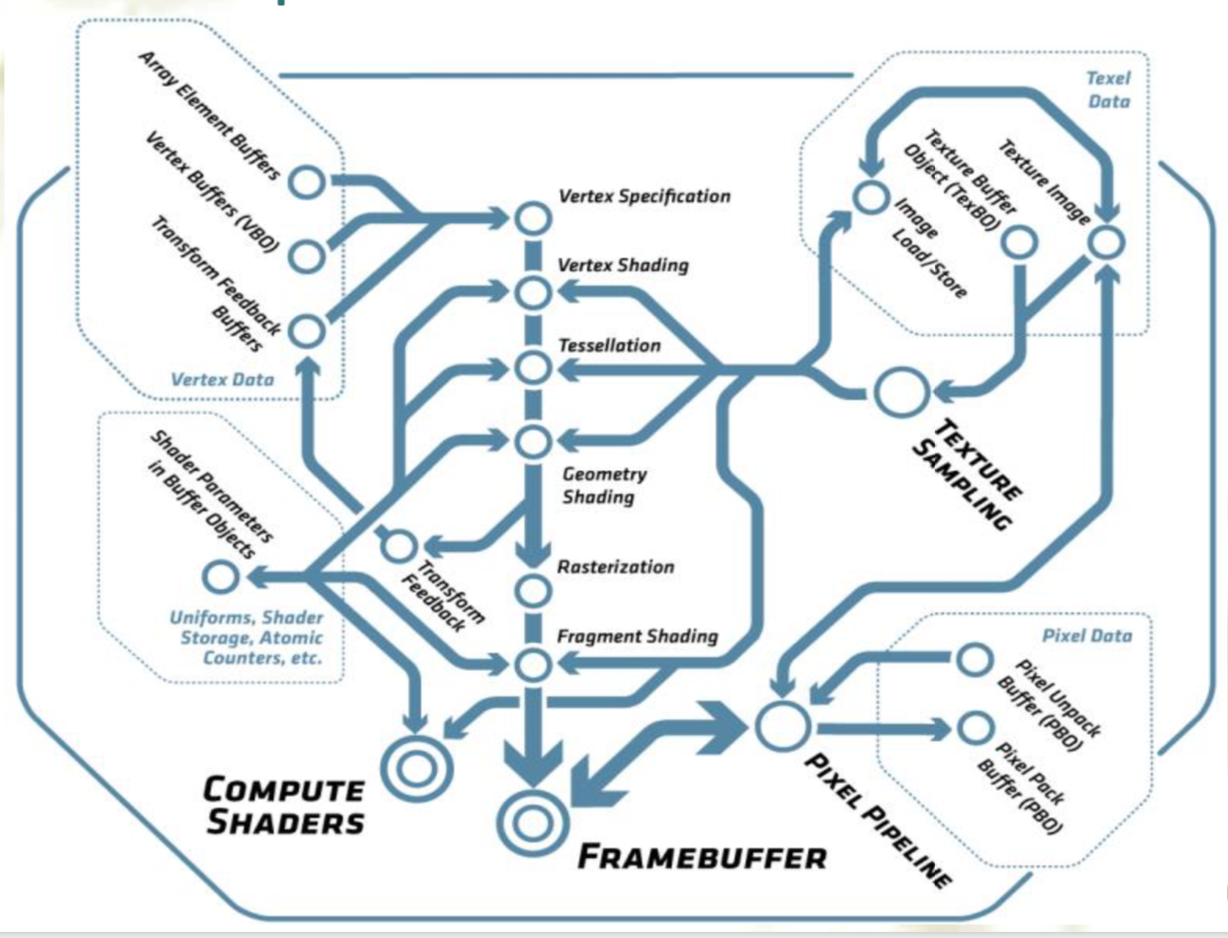 Array Element Buffers
Vertex Buffers (VBO)
Transform Feedback
Buffers
Vertex Data
Vertex Specification
Vertex Shading
Tessellation
Geometry
Shading
Rasterization
Fragment Shading
Texel
Data
Image
Load/Store
Texture Buffer
Object (TexBO)
Texture Image
TEXTURE
SAMPLING
Shader Parameters
in Buffer Objects
Uniforms, Shader
Storage, Atomic
Counters, etc.
Transform
Feedback
Pixel Data
Pixel Unpack
Buffer (PBO)
Pixel Pack
Buffer (PBO)
PIXEL PIPELINE
COMPUTE
SHADERS
FRAMEBUFFER